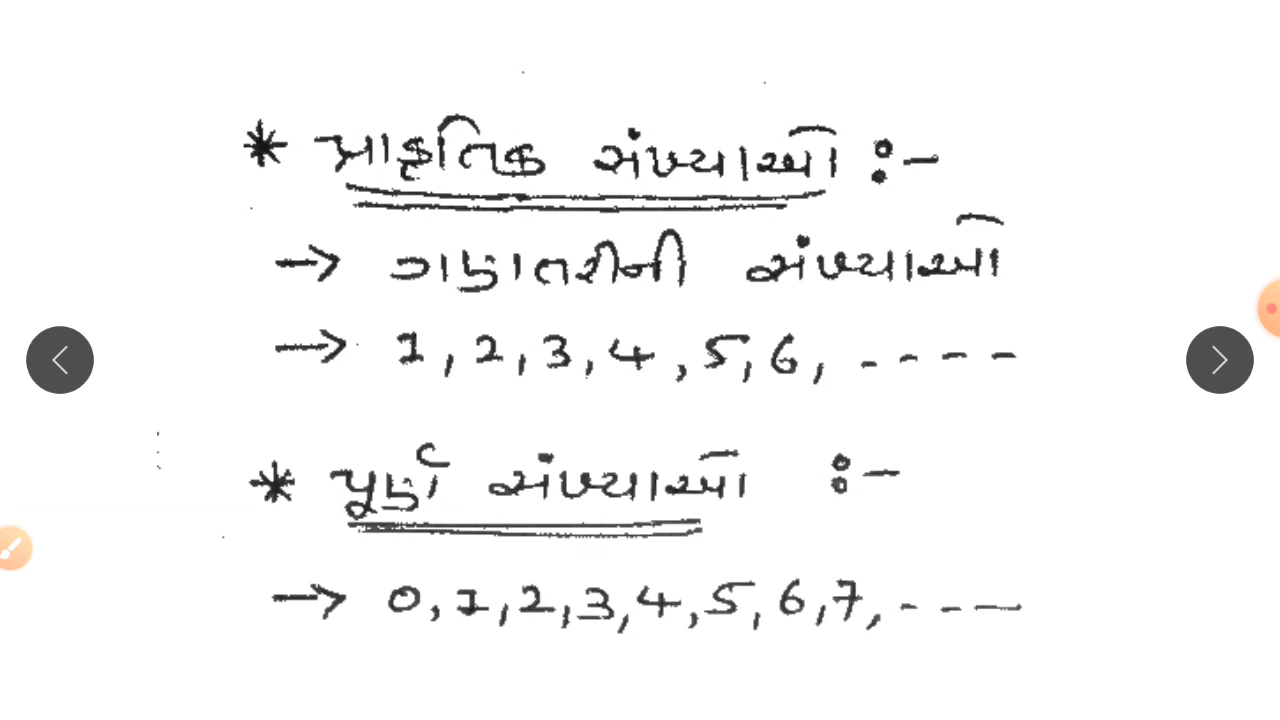 * પ્રાકૃતિક સંખ્યાઓ :-
→ ગણતરીની સંખ્યાઓ
→ 1, 2, 3, 4, 5, 6, ----
* પૂર્ણ સંખ્યાઓ :-
→ 0, 1, 2, 3, 4, 5, 6, 7, ----